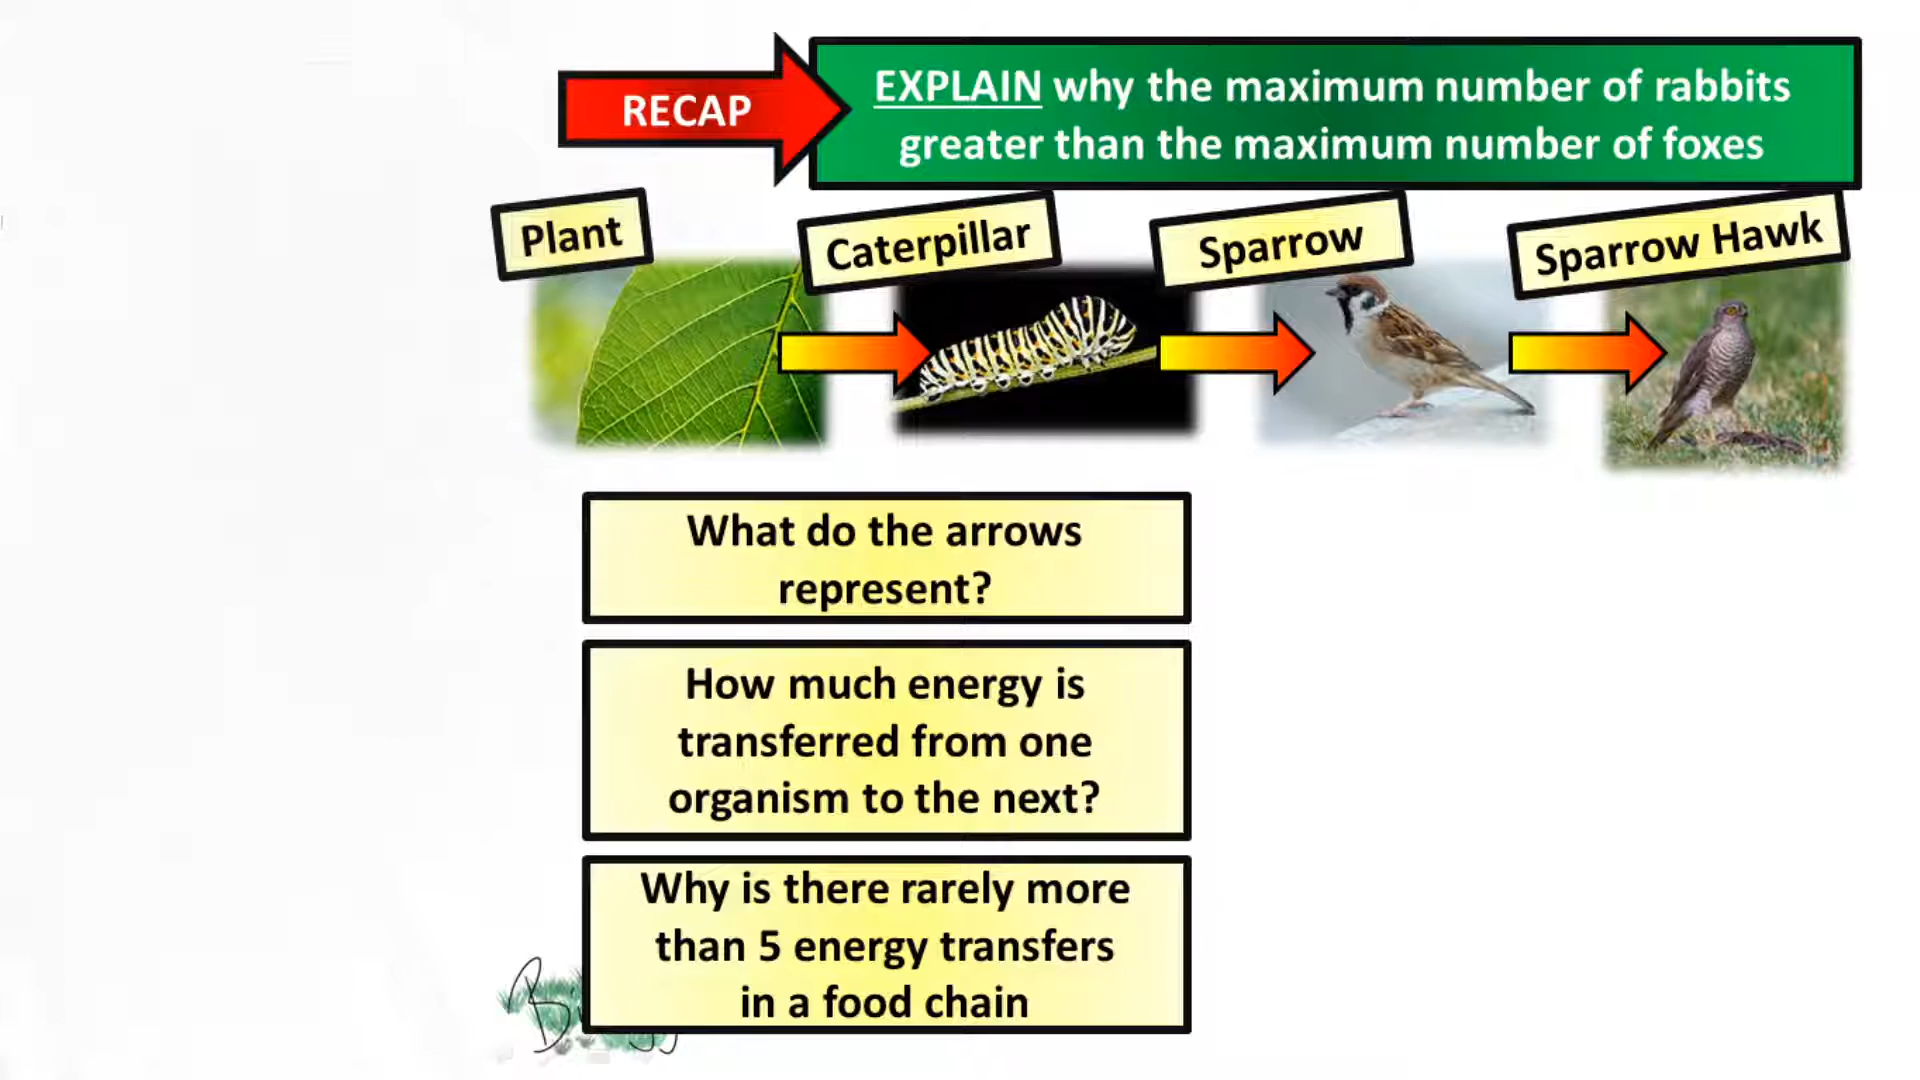 RECAP
EXPLAIN why the maximum number of rabbits
greater than the maximum number of foxes
Plant
Caterpillar
Sparrow
Sparrow Hawk
What do the arrows
represent?
How much energy is
transferred from one
organism to the next?
Why is there rarely more
than 5 energy transfers
in a food chain